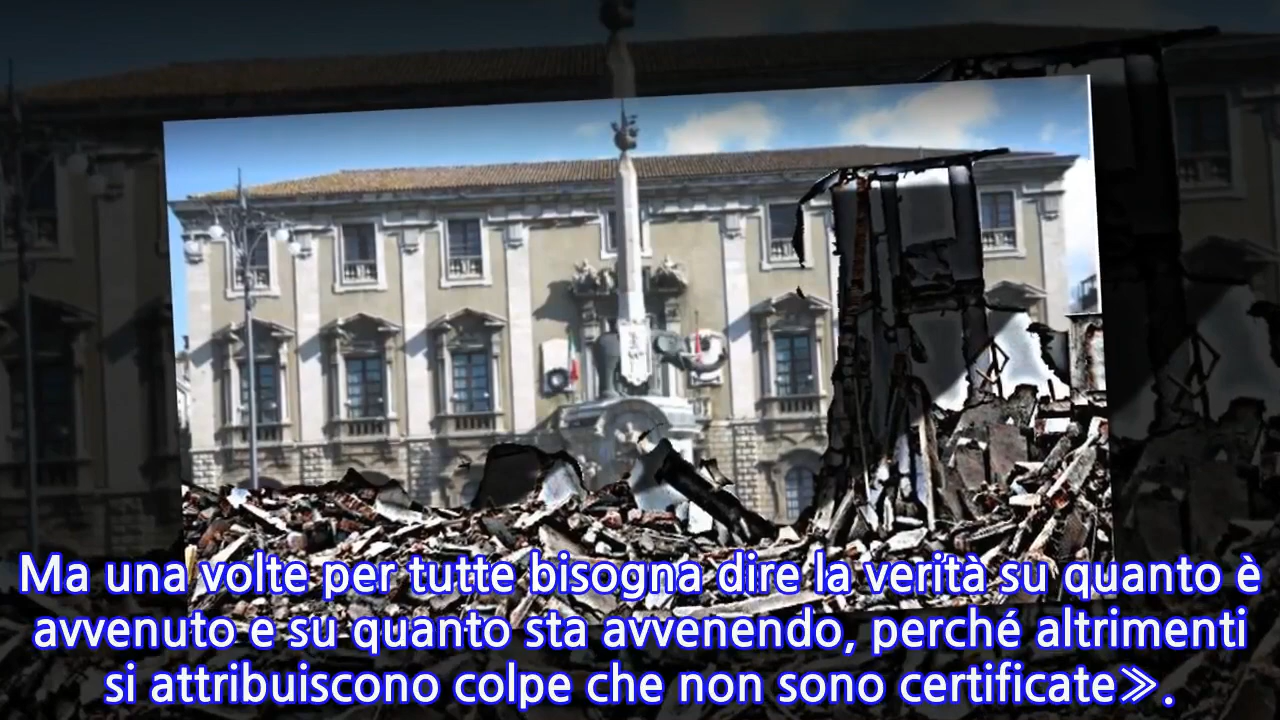 Ma una volte per tutte bisogna dire la verità su quanto è
avvenuto e su quanto sta avvenendo, perché altrimenti
si attribuiscono colpe che non sono certificate».